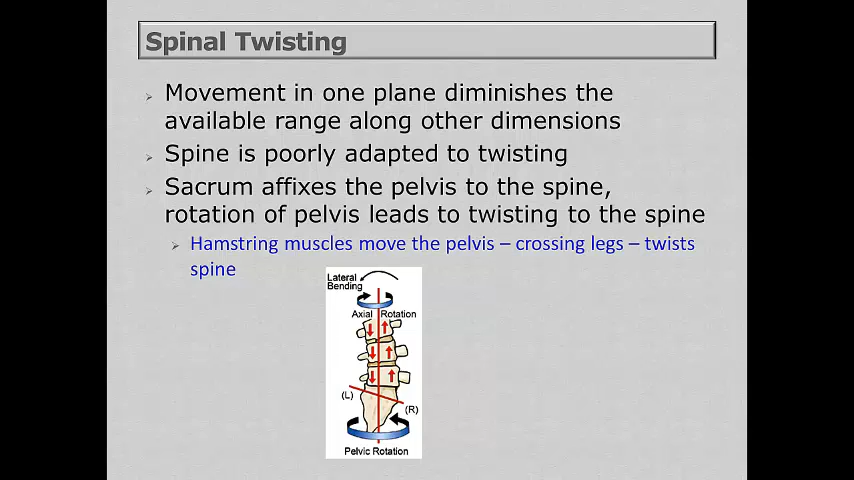 Spinal Twisting
Movement in one plane diminishes the
available range along other dimensions
Spine is poorly adapted to twisting
Sacrum affixes the pelvis to the spine,
rotation of pelvis leads to twisting to the spine
Hamstring muscles move the pelvis – crossing legs – twists
spine
Lateral
Bending
Axial Rotation
(L)
(R)
Pelvic Rotation